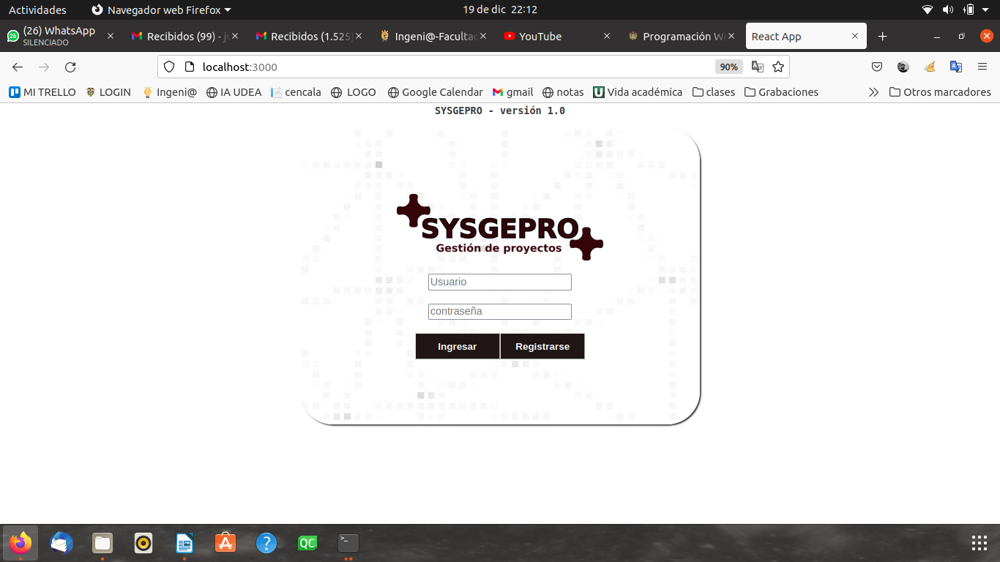 Actividades Navegador web Firefox 19 de dic 22:12
(26) WhatsApp
SILENCIADO
Recibidos (99) - ju
Recibidos (1.525)
Ingeni@-Facultad
YouTube
Programación We
React App
localhost:3000 90%
MI TRELLO LOGIN Ingeni@ IA UDEA cencala LOGO Google Calendar gmail notas Vida académica clases Grabaciones Otros marcadores
SYSGEPRO - versión 1.0
SYSGEPRO
Gestión de proyectos
Usuario
contraseña
Ingresar Registrarse
QC